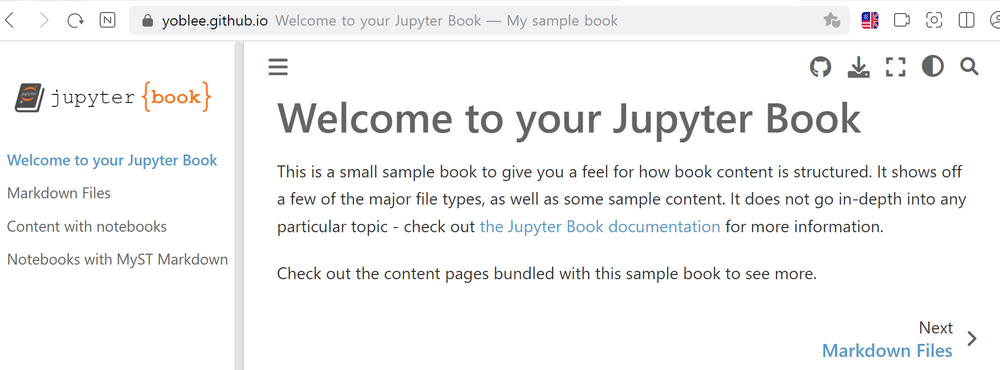 N
yoblee.github.io Welcome to your Jupyter Book — My sample book
jupyter
jupyter {book}
Welcome to your Jupyter Book
Markdown Files
Content with notebooks
Notebooks with MyST Markdown
Welcome to your Jupyter Book
This is a small sample book to give you a feel for how book content is structured. It shows off
a few of the major file types, as well as some sample content. It does not go in-depth into any
particular topic - check out the Jupyter Book documentation for more information.
Check out the content pages bundled with this sample book to see more.
Next
Markdown Files